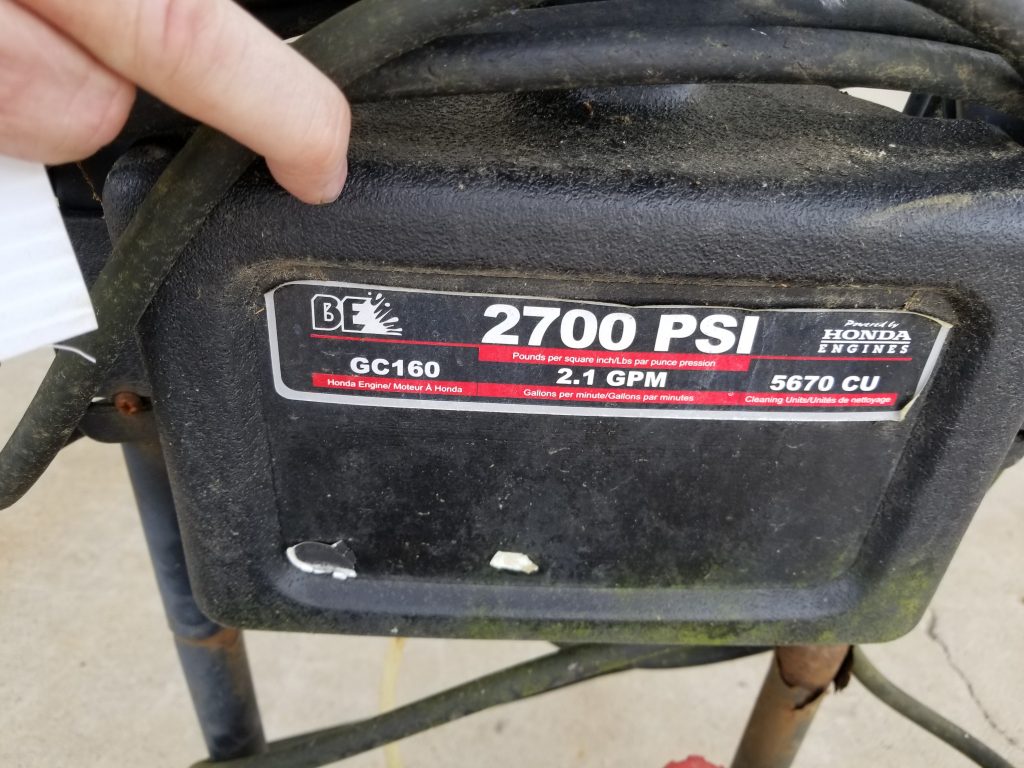 BE
2700 PSI
Powered by
HONDA
ENGINES
Pounds per square inch/Lbs par punce pression
GC160
2.1 GPM
5670 CU
Honda Engine/ Moteur À Honda
Gallons per minute/Gallons par minutes
Cleaning Units/Unités de nettoyage